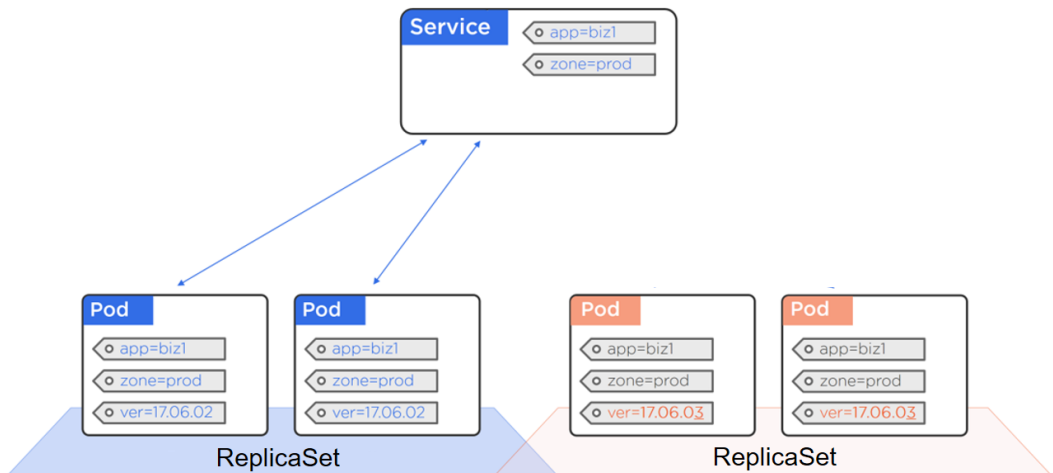 Service
app=biz1
zone=prod
Pod
app=biz1
zone=prod
ver=17.06.02
Pod
app=biz1
zone=prod
ver=17.06.02
Pod
app=biz1
zone=prod
ver=17.06.03
Pod
app=biz1
zone=prod
ver=17.06.03
ReplicaSet
ReplicaSet